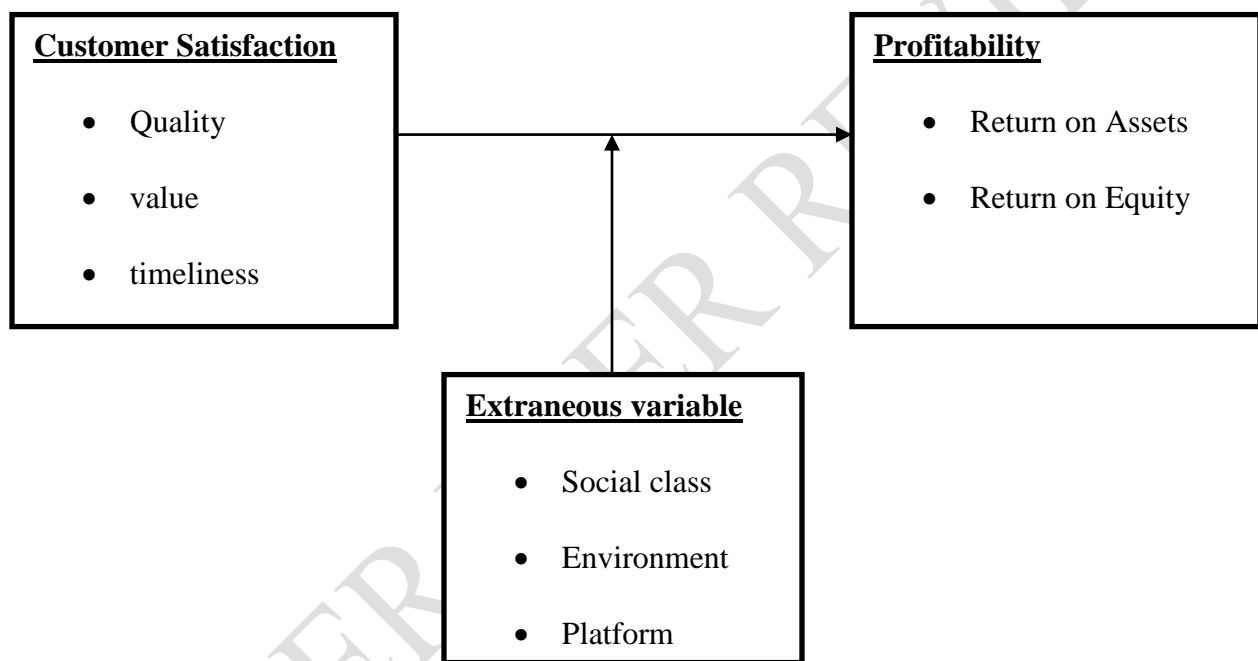 Customer Satisfaction
• Quality
• value
• timeliness
Profitability
• Return on Assets
• Return on Equity
Extraneous variable
• Social class
• Environment
• Platform